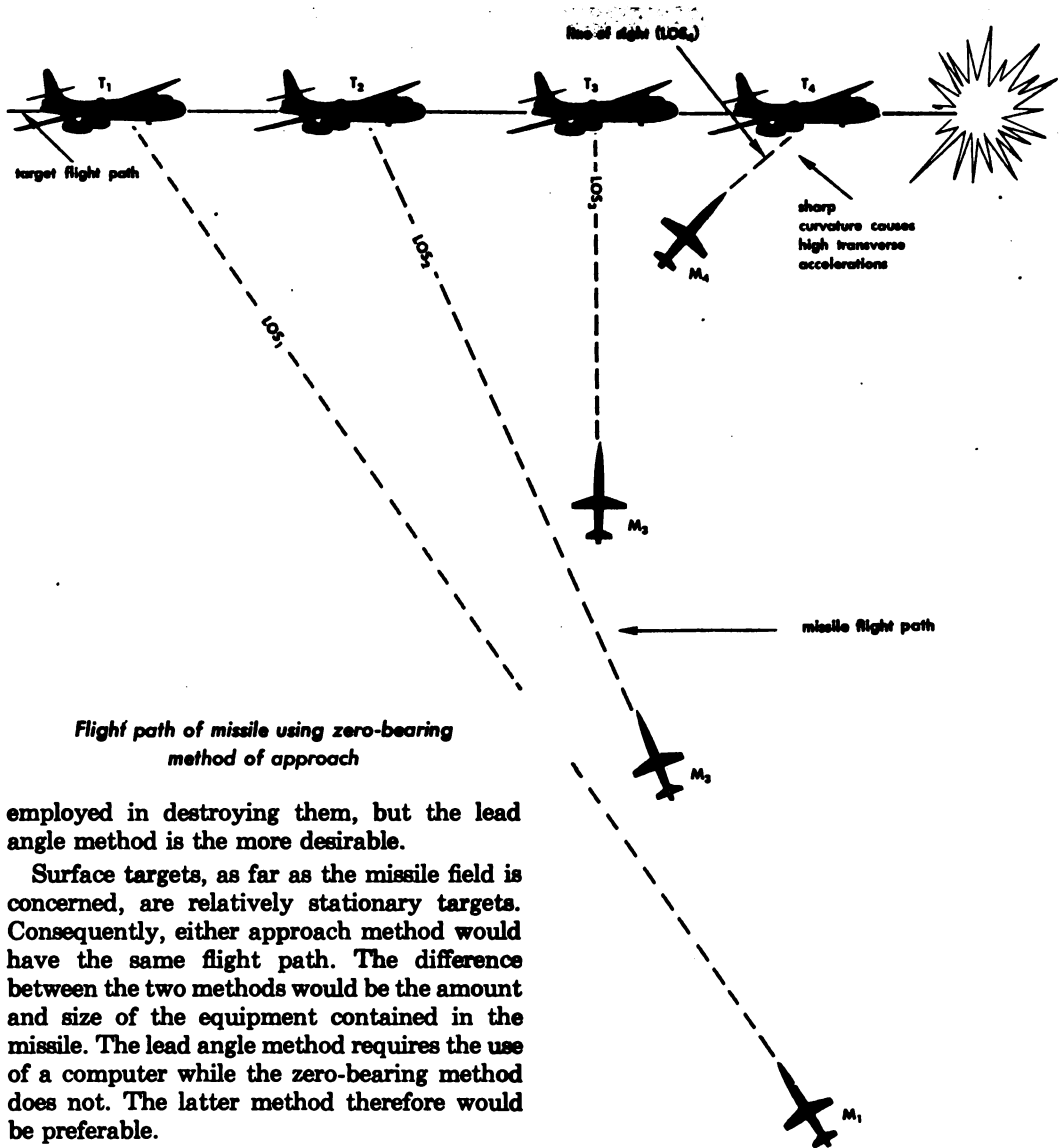 line of sight (LOS₄)
T₁
T₂
T₃
T₄
target flight path
LOS₁
LOS₂
LOS₃
sharp
curvature causes
high transverse
accelerations
M₄
M₃
missile flight path
M₃
M₁
Flight path of missile using zero-bearing
method of approach
employed in destroying them, but the lead
angle method is the more desirable.
Surface targets, as far as the missile field is
concerned, are relatively stationary targets.
Consequently, either approach method would
have the same flight path. The difference
between the two methods would be the amount
and size of the equipment contained in the
missile. The lead angle method requires the use
of a computer while the zero-bearing method
does not. The latter method therefore would
be preferable.